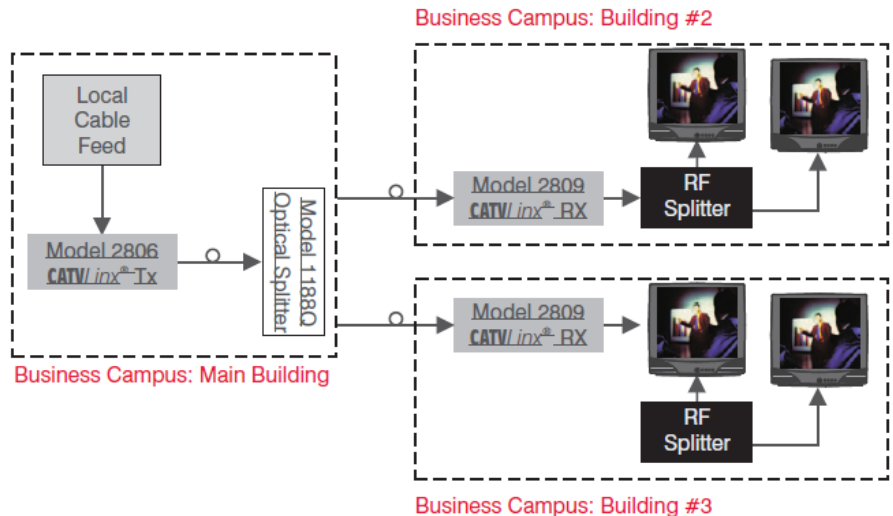 Business Campus: Building #2
Local
Cable
Feed
Model 2806
CATVLinx® Tx
Model 1188Q
Optical Splitter
Model 2809
CATVLinx® RX
RF
Splitter
Business Campus: Main Building
Model 2809
CATVLinx® RX
RF
Splitter
Business Campus: Building #3